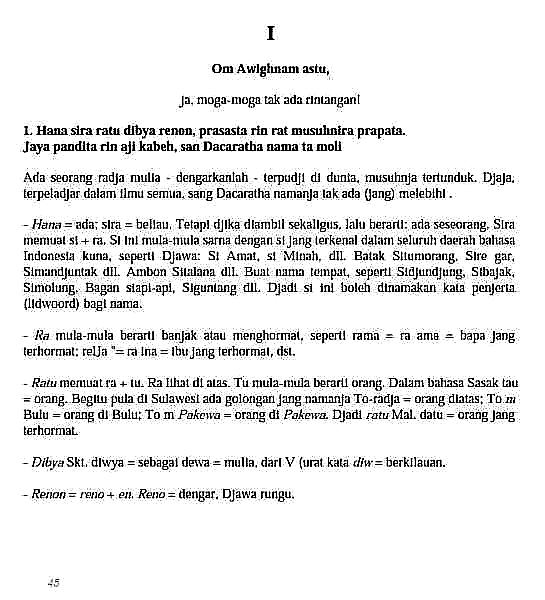 I
Om Awighnam astu,
Ja, moga-moga tak ada rintangan!
1. Hana sira ratu dibya renon, prasasta rin rat musuhnira prapata.
Jaya pandita rin aji kabeh, san Dacaratha nama ta moli
Ada seorang radja mulia - dengarkanlah - terpudji di dunia, musuhnja tertunduk. Djaja,
terpeladjar dalam ilmu semua, sang Dacaratha namanja tak ada (jang) melebihi .
- Hana = ada; sira = beliau. Tetapi djika diambil sekaligus, lalu berarti: ada seseorang. Sira
memuat si + ra. Si ini mula-mula sama dengan si jang terkenal dalam seluruh daerah bahasa
Indonesia kuna, seperti Djawa: Si Amat, si Minah, dll. Batak Situmorang, Sire gar,
Simandjuntak dll. Ambon Sitalana dll. Buat nama tempat, seperti Sidjundjung, Sibajak,
Simolung, Bagan siapi-api, Siguntang dll. Djadi si ini boleh dinamakan kata penjerta
(lidwoord) bagi nama.
- Ra mula-mula berarti banjak atau menghormat, seperti rama = ra ama = bapa jang
terhormat; relJa "= ra ina = ibu jang terhormat, dst.
- Ratu memuat ra + tu. Ra lihat di atas. Tu mula-mula berarti orang. Dalam bahasa Sasak tau
= orang. Begitu pula di Sulawesi ada golongan jang namanja To-radja = orang diatas; To m
Bulu = orang di Bulu; To m Pakewa = orang di Pakewa. Djadi ratu Mal. datu = orang jang
terhormat.
- Dibya Skt. diwya = sebagai dewa = mulia, dari V (urat kata diw = berkilauan.
- Renon = reno + en. Reno = dengar, Djawa rungu.
45